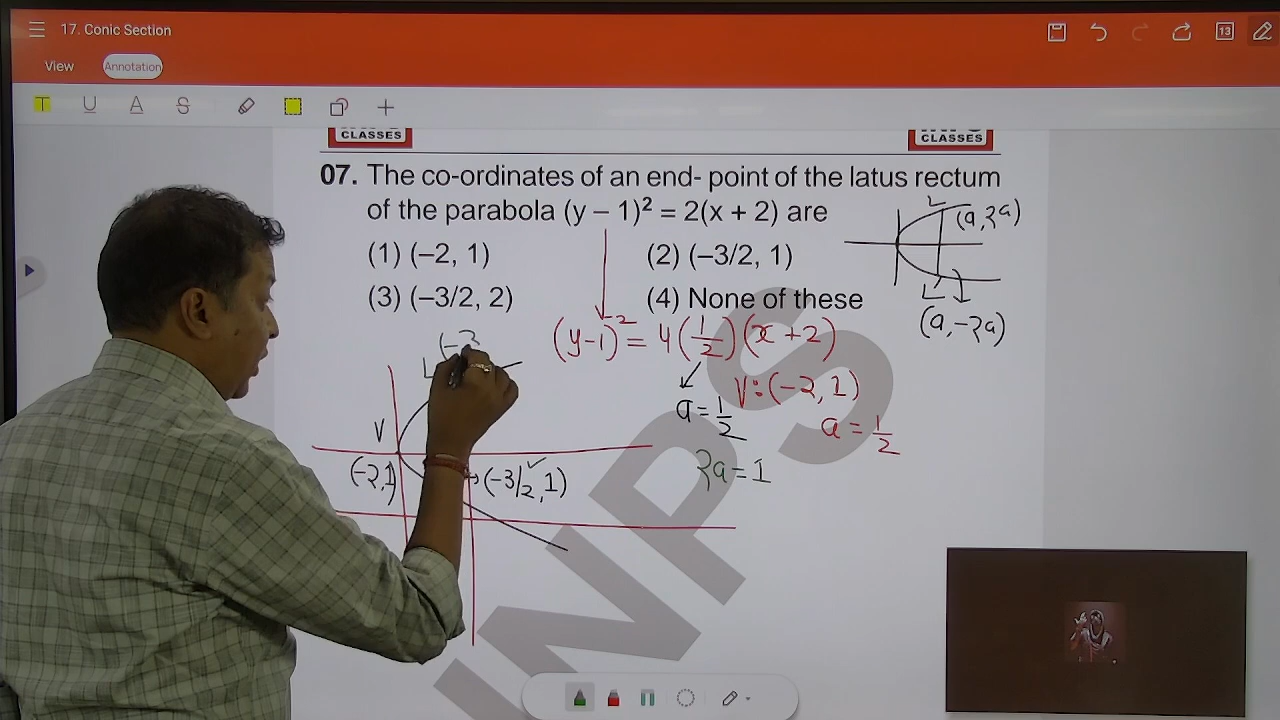 17. Conic Section
13
View
Annotation
T U A S
CLASSES
CLASSES
07. The co-ordinates of an end- point of the latus rectum
of the parabola (y – 1)² = 2(x + 2) are
(1) (–2, 1)
(2) (–3/2, 1)
(3) (–3/2, 2)
(4) None of these
L
(a, 2a)
L
(a, -2a)
(y-1)² = 4(1/2)(x+2)
(-3
L
a = 1/2
V: (-2, 1)
a = 1/2
V
(-2,1)
(-3/2, 1)
2a = 1
INPS